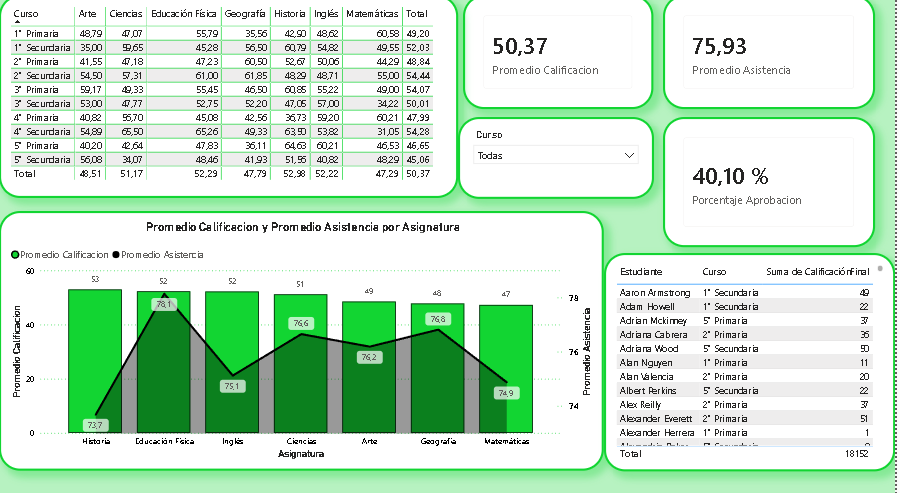 Curso Arte Ciencias Educación Física Geografía Historia Inglés Matemáticas Total
1° Primaria 48,79 47,07 55,79 35,56 42,90 48,62 60,58 49,20
1° Secundaria 35,00 59,65 45,28 56,50 60,79 54,82 49,55 52,03
2° Primaria 41,55 47,18 47,23 60,50 52,67 50,06 44,29 48,84
2° Secundaria 54,50 57,31 61,00 61,85 48,29 48,71 55,00 54,44
3° Primaria 59,17 49,33 55,45 46,50 60,85 55,22 49,00 54,07
3° Secundaria 53,00 47,77 52,75 52,20 47,05 57,00 34,22 50,01
4° Primaria 40,82 55,70 45,08 42,56 36,73 59,20 60,21 47,99
4° Secundaria 54,89 65,50 65,26 49,33 63,50 53,82 31,05 54,28
5° Primaria 40,20 42,64 47,83 36,11 64,63 60,21 46,53 46,65
5° Secundaria 56,08 34,07 48,46 41,93 51,55 40,82 48,29 45,06
Total 48,51 51,17 52,29 47,79 52,98 52,22 47,29 50,37
50,37
Promedio Calificacion
75,93
Promedio Asistencia
Curso
Todas
40,10 %
Porcentaje Aprobacion
Promedio Calificacion y Promedio Asistencia por Asignatura
Promedio Calificacion Promedio Asistencia
Promedio Calificacion
60
40
20
0
53 52 52 51 49 48 47
73,7 78,1 75,1 76,6 76,2 76,8 74,9
78
76
74
Promedio Asistencia
Historia Educación Física Inglés Ciencias Arte Geografía Matemáticas
Asignatura
Estudiante Curso Suma de CalificaciónFinal
Aaron Armstrong 1° Secundaria 49
Adam Howell 1° Secundaria 22
Adrian Mckinney 5° Primaria 37
Adriana Cabrera 2° Primaria 36
Adriana Wood 5° Secundaria 90
Alan Nguyen 1° Primaria 11
Alan Valencia 2° Primaria 20
Albert Perkins 5° Secundaria 22
Alex Reilly 2° Primaria 37
Alexander Everett 2° Primaria 51
Alexander Herrera 1° Primaria 1
Total 18152